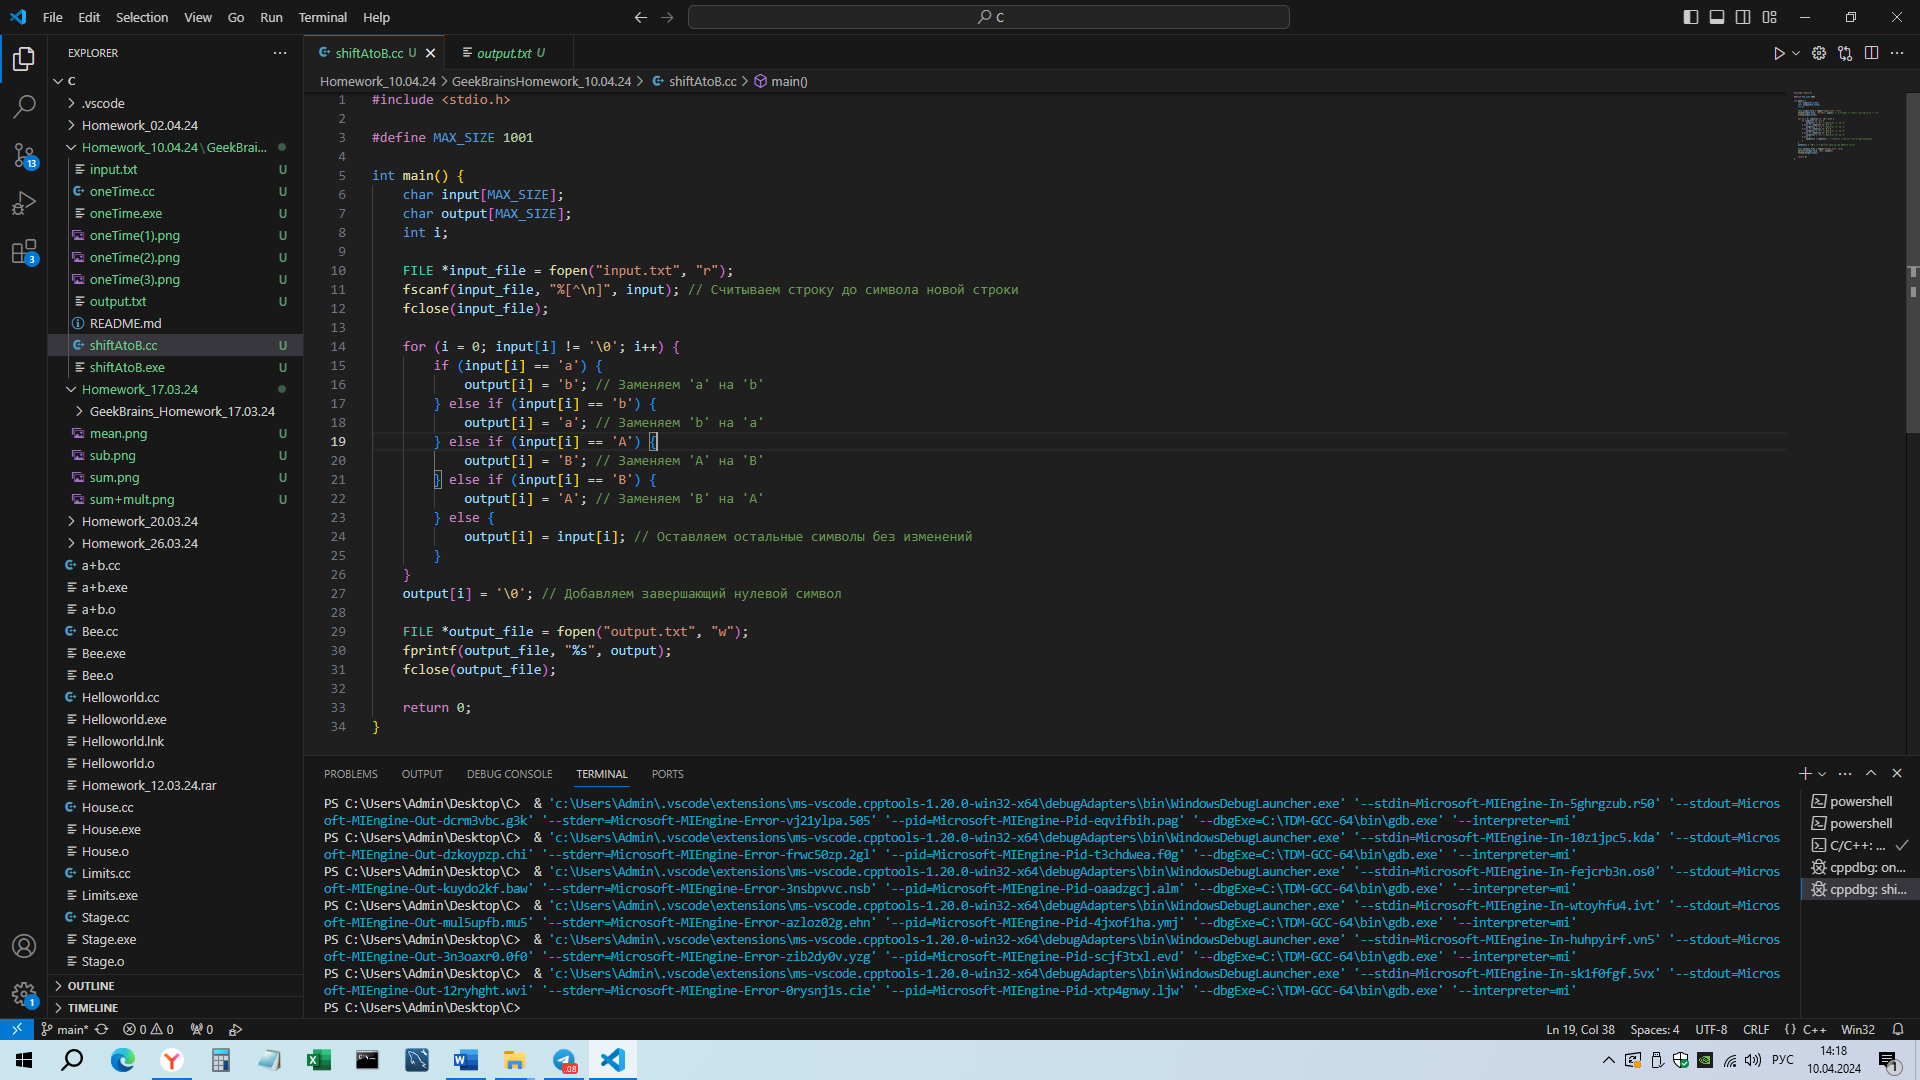 File Edit Selection View Go Run Terminal Help
C
EXPLORER
C
.vscode
Homework_02.04.24
Homework_10.04.24\GeekBrai...
input.txt U
oneTime.cc U
oneTime.exe U
oneTime(1).png U
oneTime(2).png U
oneTime(3).png U
output.txt U
README.md
shiftAtoB.cc U
shiftAtoB.exe U
Homework_17.03.24
GeekBrains_Homework_17.03.24
mean.png U
sub.png U
sum.png U
sum+mult.png U
Homework_20.03.24
Homework_26.03.24
a+b.cc
a+b.exe
a+b.o
Bee.cc
Bee.exe
Bee.o
Helloworld.cc
Helloworld.exe
Helloworld.lnk
Helloworld.o
Homework_12.03.24.rar
House.cc
House.exe
House.o
Limits.cc
Limits.exe
Stage.cc
Stage.exe
Stage.o
OUTLINE
TIMELINE
13
3
1
shiftAtoB.cc U
output.txt U
Homework_10.04.24 > GeekBrainsHomework_10.04.24 > shiftAtoB.cc > main()
1 #include <stdio.h>
2
3 #define MAX_SIZE 1001
4
5 int main() {
6 char input[MAX_SIZE];
7 char output[MAX_SIZE];
8 int i;
9
10 FILE *input_file = fopen("input.txt", "r");
11 fscanf(input_file, "%[^\n]", input); // Считываем строку до символа новой строки
12 fclose(input_file);
13
14 for (i = 0; input[i] != '\0'; i++) {
15 if (input[i] == 'a') {
16 output[i] = 'b'; // Заменяем 'a' на 'b'
17 } else if (input[i] == 'b') {
18 output[i] = 'a'; // Заменяем 'b' на 'a'
19 } else if (input[i] == 'A') {
20 output[i] = 'B'; // Заменяем 'A' на 'B'
21 } else if (input[i] == 'B') {
22 output[i] = 'A'; // Заменяем 'B' на 'A'
23 } else {
24 output[i] = input[i]; // Оставляем остальные символы без изменений
25 }
26 }
27 output[i] = '\0'; // Добавляем завершающий нулевой символ
28
29 FILE *output_file = fopen("output.txt", "w");
30 fprintf(output_file, "%s", output);
31 fclose(output_file);
32
33 return 0;
34 }
PROBLEMS OUTPUT DEBUG CONSOLE TERMINAL PORTS
PS C:\Users\Admin\Desktop\C> & 'c:\Users\Admin\.vscode\extensions\ms-vscode.cpptools-1.20.0-win32-x64\debugAdapters\bin\WindowsDebugLauncher.exe' '--stdin=Microsoft-MIEngine-In-5ghrgzub.r50' '--stdout=Micros
oft-MIEngine-Out-dcrm3vbc.g3k' '--stderr=Microsoft-MIEngine-Error-vj21ylpa.505' '--pid=Microsoft-MIEngine-Pid-eqvifbih.pag' '--dbgExe=C:\TDM-GCC-64\bin\gdb.exe' '--interpreter=mi'
PS C:\Users\Admin\Desktop\C> & 'c:\Users\Admin\.vscode\extensions\ms-vscode.cpptools-1.20.0-win32-x64\debugAdapters\bin\WindowsDebugLauncher.exe' '--stdin=Microsoft-MIEngine-In-10z1jpc5.kda' '--stdout=Micros
oft-MIEngine-Out-dzkoypzp.chi' '--stderr=Microsoft-MIEngine-Error-frwc50zp.2gl' '--pid=Microsoft-MIEngine-Pid-t3chdwea.f0g' '--dbgExe=C:\TDM-GCC-64\bin\gdb.exe' '--interpreter=mi'
PS C:\Users\Admin\Desktop\C> & 'c:\Users\Admin\.vscode\extensions\ms-vscode.cpptools-1.20.0-win32-x64\debugAdapters\bin\WindowsDebugLauncher.exe' '--stdin=Microsoft-MIEngine-In-fejcrb3n.os0' '--stdout=Micros
oft-MIEngine-Out-kuydo2kf.baw' '--stderr=Microsoft-MIEngine-Error-3nsbpvvc.nsb' '--pid=Microsoft-MIEngine-Pid-oaadzgcj.alm' '--dbgExe=C:\TDM-GCC-64\bin\gdb.exe' '--interpreter=mi'
PS C:\Users\Admin\Desktop\C> & 'c:\Users\Admin\.vscode\extensions\ms-vscode.cpptools-1.20.0-win32-x64\debugAdapters\bin\WindowsDebugLauncher.exe' '--stdin=Microsoft-MIEngine-In-wtoyhfu4.ivt' '--stdout=Micros
oft-MIEngine-Out-mul5upfb.mu5' '--stderr=Microsoft-MIEngine-Error-azloz02g.ehn' '--pid=Microsoft-MIEngine-Pid-4jxof1ha.ymj' '--dbgExe=C:\TDM-GCC-64\bin\gdb.exe' '--interpreter=mi'
PS C:\Users\Admin\Desktop\C> & 'c:\Users\Admin\.vscode\extensions\ms-vscode.cpptools-1.20.0-win32-x64\debugAdapters\bin\WindowsDebugLauncher.exe' '--stdin=Microsoft-MIEngine-In-huhpyirf.vn5' '--stdout=Micros
oft-MIEngine-Out-3n3oaxr0.0f0' '--stderr=Microsoft-MIEngine-Error-zib2dy0v.yzg' '--pid=Microsoft-MIEngine-Pid-scjf3txl.evd' '--dbgExe=C:\TDM-GCC-64\bin\gdb.exe' '--interpreter=mi'
PS C:\Users\Admin\Desktop\C> & 'c:\Users\Admin\.vscode\extensions\ms-vscode.cpptools-1.20.0-win32-x64\debugAdapters\bin\WindowsDebugLauncher.exe' '--stdin=Microsoft-MIEngine-In-sk1f0fgf.5vx' '--stdout=Micros
oft-MIEngine-Out-12ryhght.wvi' '--stderr=Microsoft-MIEngine-Error-0rysnj1s.cie' '--pid=Microsoft-MIEngine-Pid-xtp4gnwy.ljw' '--dbgExe=C:\TDM-GCC-64\bin\gdb.exe' '--interpreter=mi'
PS C:\Users\Admin\Desktop\C>
powershell
powershell
C/C++: ...
cppdbg: on...
cppdbg: shi...
main* 0 0 0
Ln 19, Col 38 Spaces: 4 UTF-8 CRLF {} C++ Win32
.08
РУС
14:18
10.04.2024
1